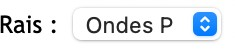 Rais : Ondes P